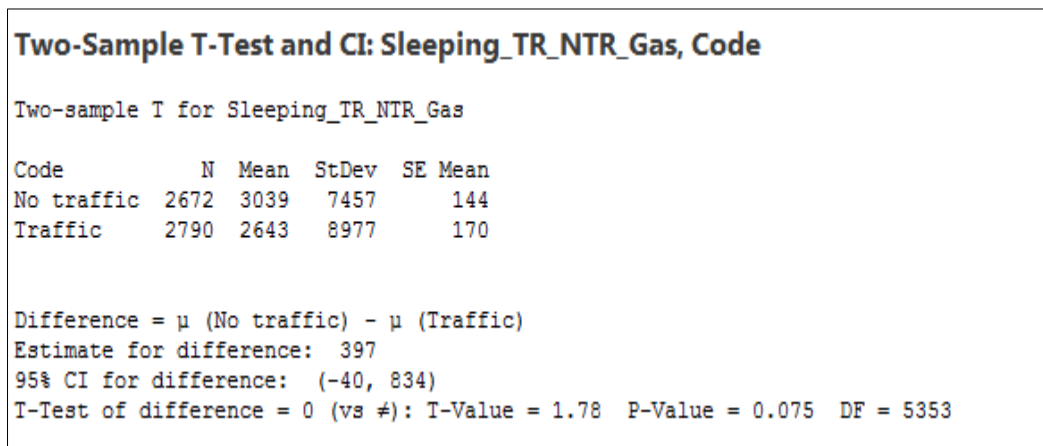 Two-Sample T-Test and CI: Sleeping_TR_NTR_Gas, Code
Two-sample T for Sleeping_TR_NTR_Gas
Code N Mean StDev SE Mean
No traffic 2672 3039 7457 144
Traffic 2790 2643 8977 170
Difference = μ (No traffic) - μ (Traffic)
Estimate for difference: 397
95% CI for difference: (-40, 834)
T-Test of difference = 0 (vs ≠): T-Value = 1.78 P-Value = 0.075 DF = 5353